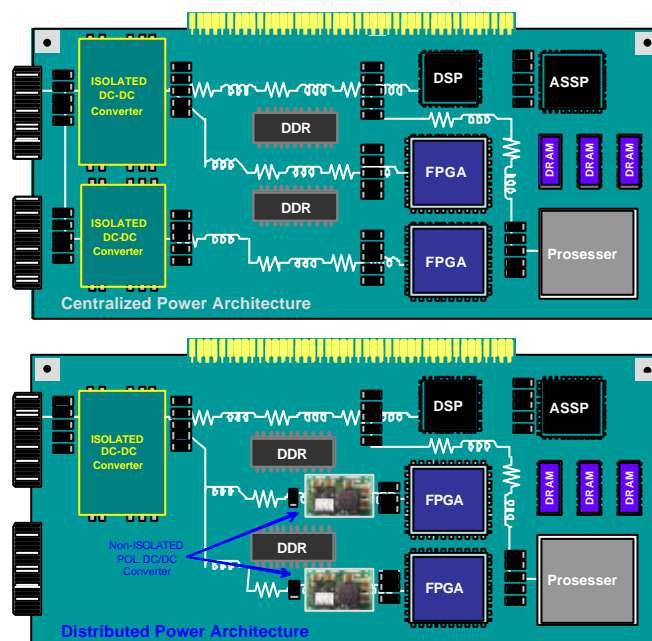 ISOLATED
DC-DC
Converter
DSP
ASSP
DDR
FPGA
DRAM
DRAM
DRAM
DDR
ISOLATED
DC-DC
Converter
FPGA
Prosesser
Centralized Power Architecture
ISOLATED
DC-DC
Converter
DSP
ASSP
DDR
FPGA
DRAM
DRAM
DRAM
Non-ISOLATED
POL DC/DC
Converter
DDR
FPGA
Prosesser
Distributed Power Architecture